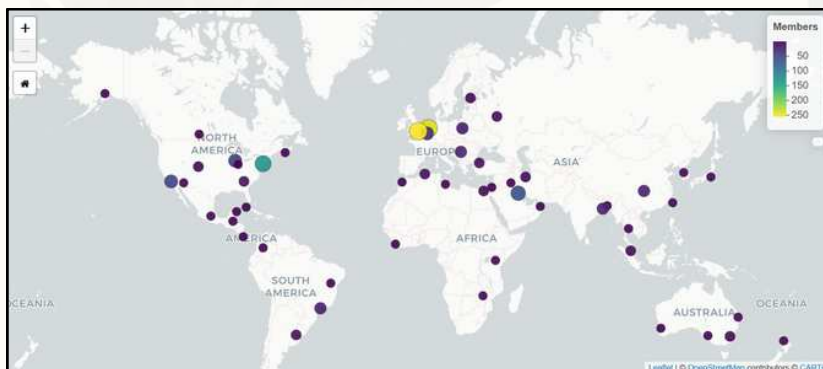 +
Members
50
100
150
200
250
NORTH
AMERICA
EUROP
ASIA
AMERICA
AFRICA
SOUTH
AMERICA
OCEANIA
AUSTRALIA
OCEANIA
Leaflet | © OpenStreetMap contributors © CARTO